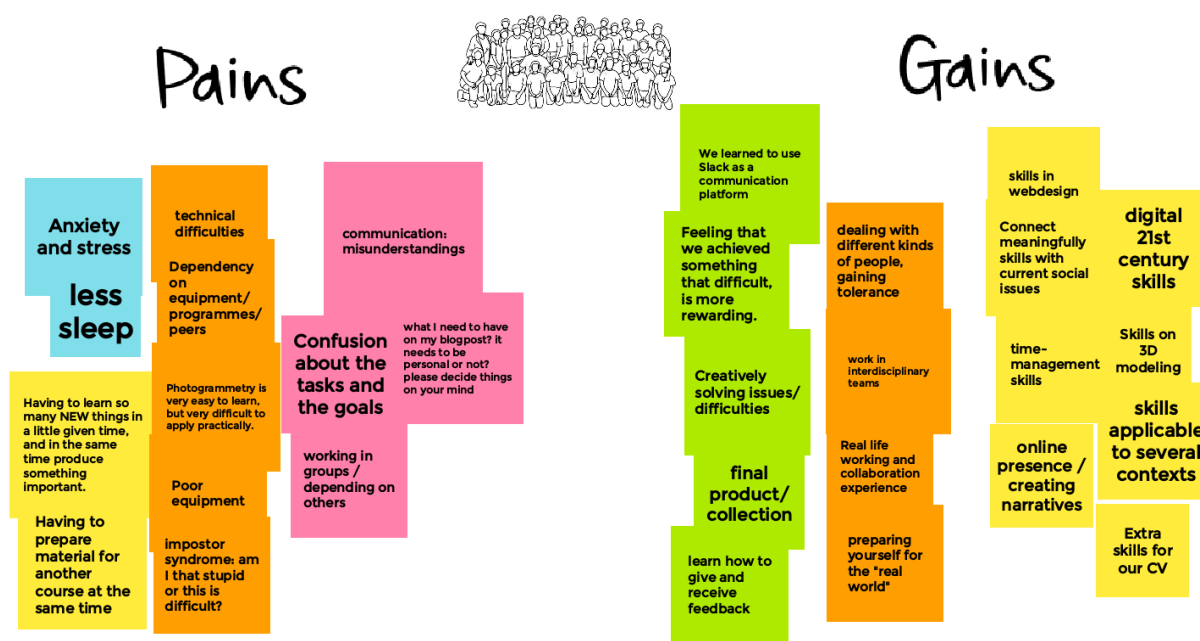 Pains
Anxiety
and stress
less
sleep
Having to learn so
many NEW things in
a little given time,
and in the same
time produce
something
important.
Having to
prepare
material for
another
course at the
same time
technical
difficulties
Dependency
on
equipment/
programmes/
peers
Photogrammetry is
very easy to learn,
but very difficult to
apply practically.
Poor
equipment
impostor
syndrome: am
I that stupid
or this is
difficult?
communication:
misunderstandings
Confusion
about the
tasks and
the goals
what I need to have
on my blogpost? it
needs to be
personal or not?
please decide things
on your mind
working in
groups /
depending on
others
Gains
We learned to use
Slack as a
communication
platform
Feeling that
we achieved
something
that difficult,
is more
rewarding.
Creatively
solving issues/
difficulties
final
product/
collection
learn how to
give and
receive
feedback
dealing with
different kinds
of people,
gaining
tolerance
work in
interdisciplinary
teams
Real life
working and
collaboration
experience
preparing
yourself for
the "real
world"
skills in
webdesign
Connect
meaningfully
skills with
current social
issues
time-
management
skills
online
presence /
creating
narratives
digital
21st
century
skills
Skills on
3D
modeling
skills
applicable
to several
contexts
Extra
skills for
our CV